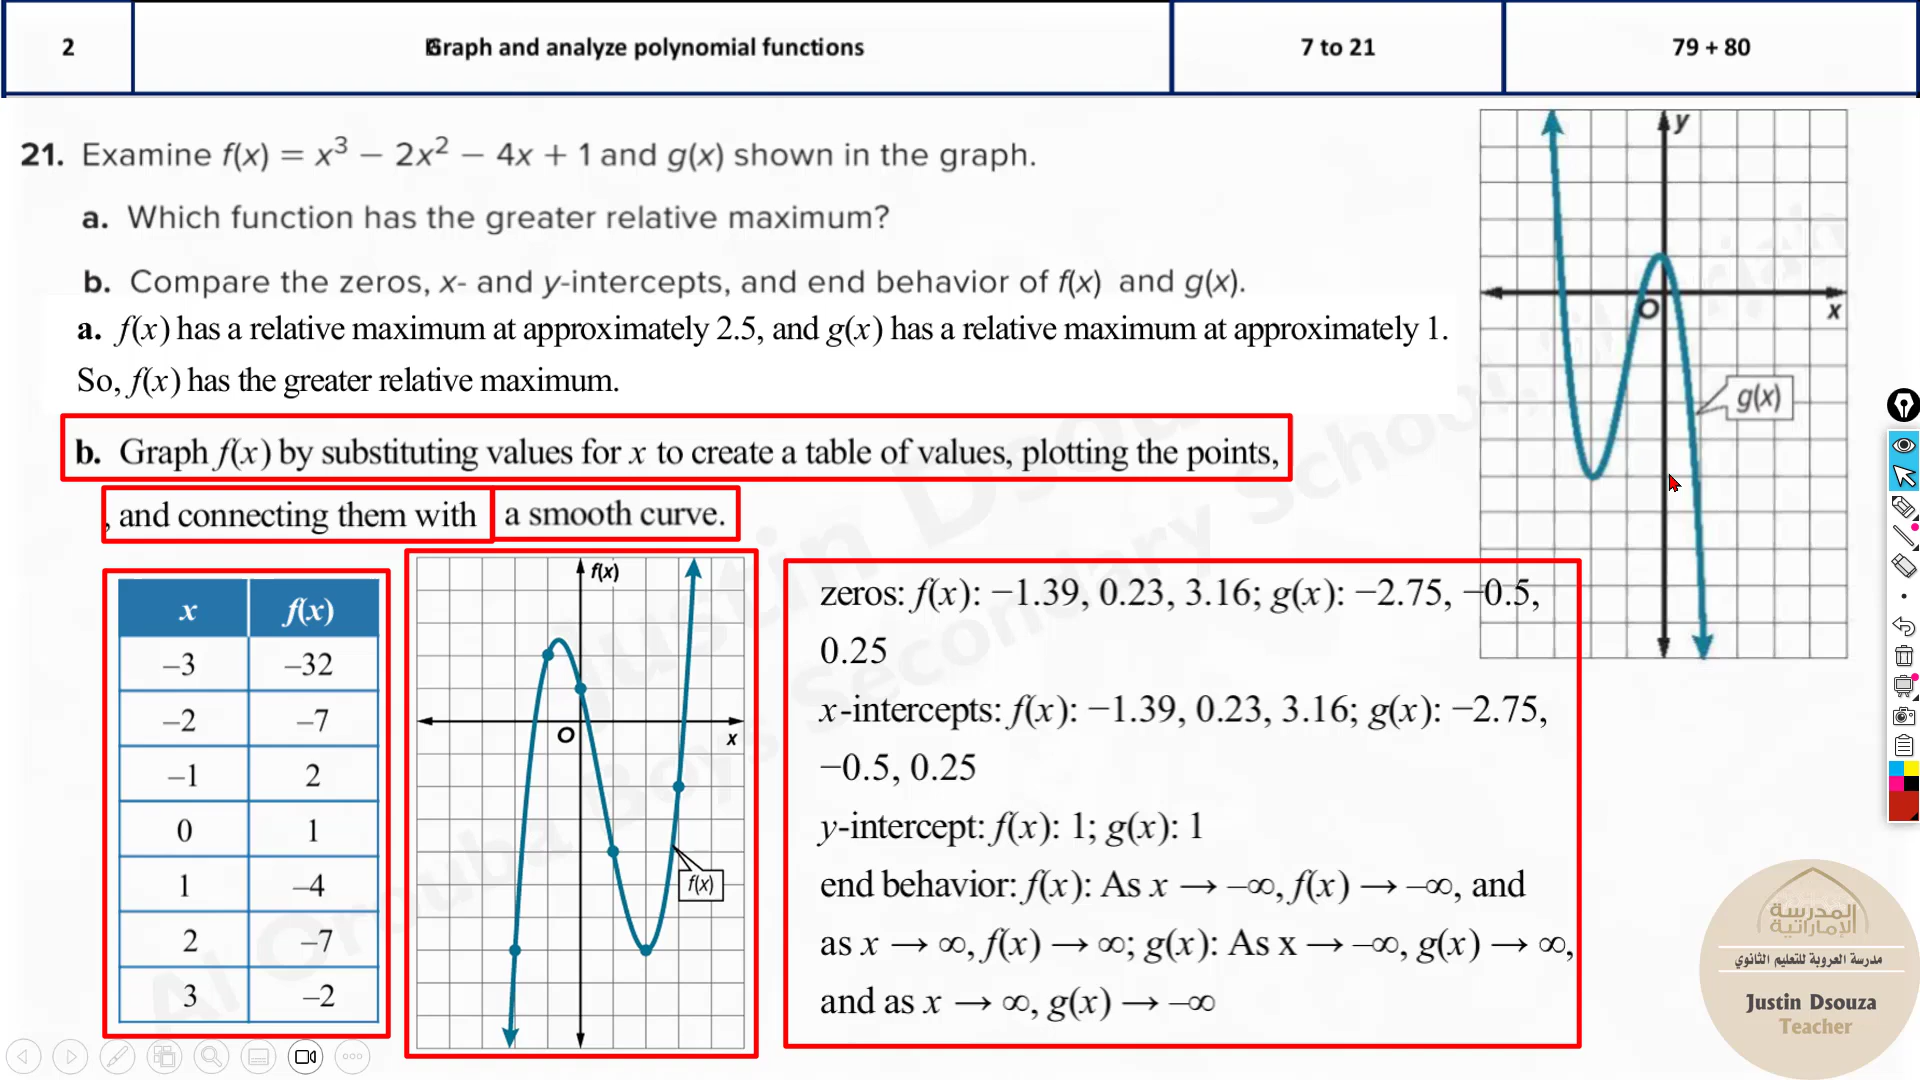 2 Graph and analyze polynomial functions 7 to 21 79 + 80
21. Examine f(x) = x³ − 2x² − 4x + 1 and g(x) shown in the graph.
a. Which function has the greater relative maximum?
b. Compare the zeros, x- and y-intercepts, and end behavior of f(x) and g(x).
a. f(x) has a relative maximum at approximately 2.5, and g(x) has a relative maximum at approximately 1.
So, f(x) has the greater relative maximum.
b. Graph f(x) by substituting values for x to create a table of values, plotting the points,
, and connecting them with a smooth curve.
y
O
x
g(x)
x f(x)
−3 −32
−2 −7
−1 2
0 1
1 −4
2 −7
3 −2
f(x)
O
x
f(x)
zeros: f(x): −1.39, 0.23, 3.16; g(x): −2.75, −0.5,
0.25
x-intercepts: f(x): −1.39, 0.23, 3.16; g(x): −2.75,
−0.5, 0.25
y-intercept: f(x): 1; g(x): 1
end behavior: f(x): As x → −∞, f(x) → −∞, and
as x → ∞, f(x) → ∞; g(x): As x → −∞, g(x) → ∞,
and as x → ∞, g(x) → −∞
المدرسة
الإماراتية
مدرسة العروبة للتعليم الثانوي
Justin Dsouza
Teacher